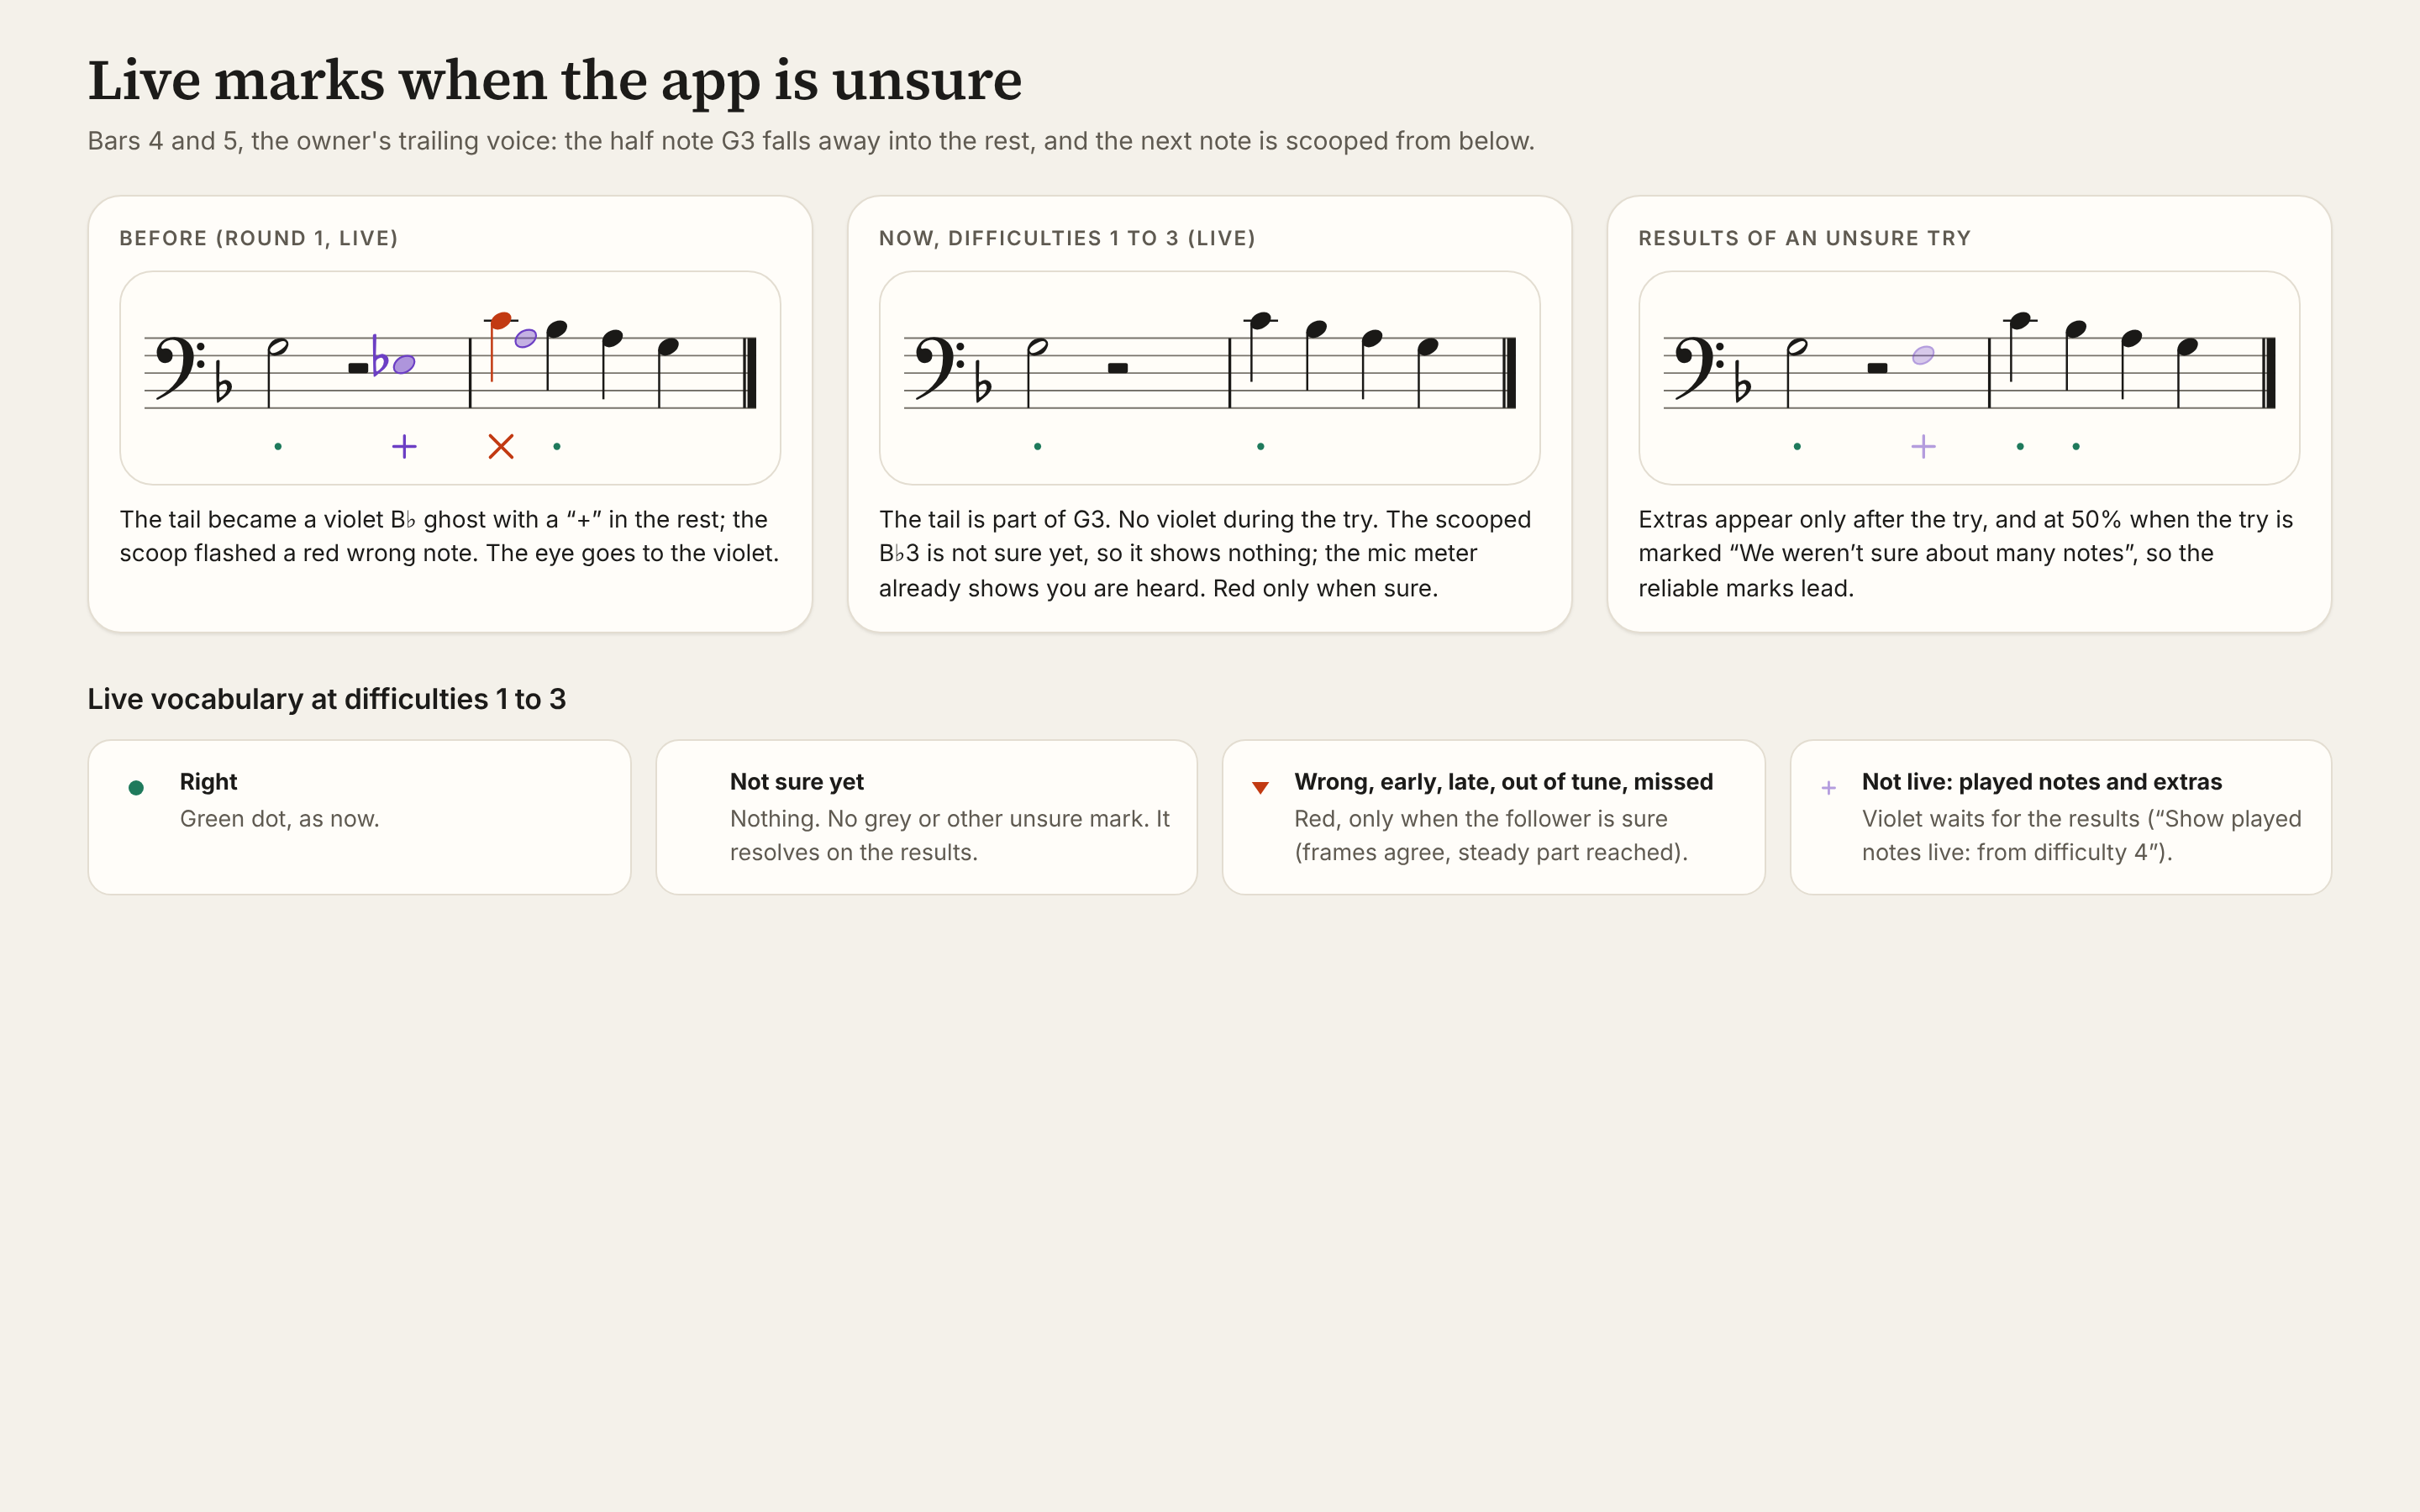 Live marks when the app is unsure
Bars 4 and 5, the owner's trailing voice: the half note G3 falls away into the rest, and the next note is scooped from below.
BEFORE (ROUND 1, LIVE)
The tail became a violet B♭ ghost with a “+” in the rest; the
scoop flashed a red wrong note. The eye goes to the violet.
NOW, DIFFICULTIES 1 TO 3 (LIVE)
The tail is part of G3. No violet during the try. The scooped
B♭3 is not sure yet, so it shows nothing; the mic meter
already shows you are heard. Red only when sure.
RESULTS OF AN UNSURE TRY
Extras appear only after the try, and at 50% when the try is
marked “We weren’t sure about many notes”, so the
reliable marks lead.
Live vocabulary at difficulties 1 to 3
Right
Green dot, as now.
Not sure yet
Nothing. No grey or other unsure mark. It
resolves on the results.
Wrong, early, late, out of tune, missed
Red, only when the follower is sure
(frames agree, steady part reached).
Not live: played notes and extras
Violet waits for the results (“Show played
notes live: from difficulty 4”).